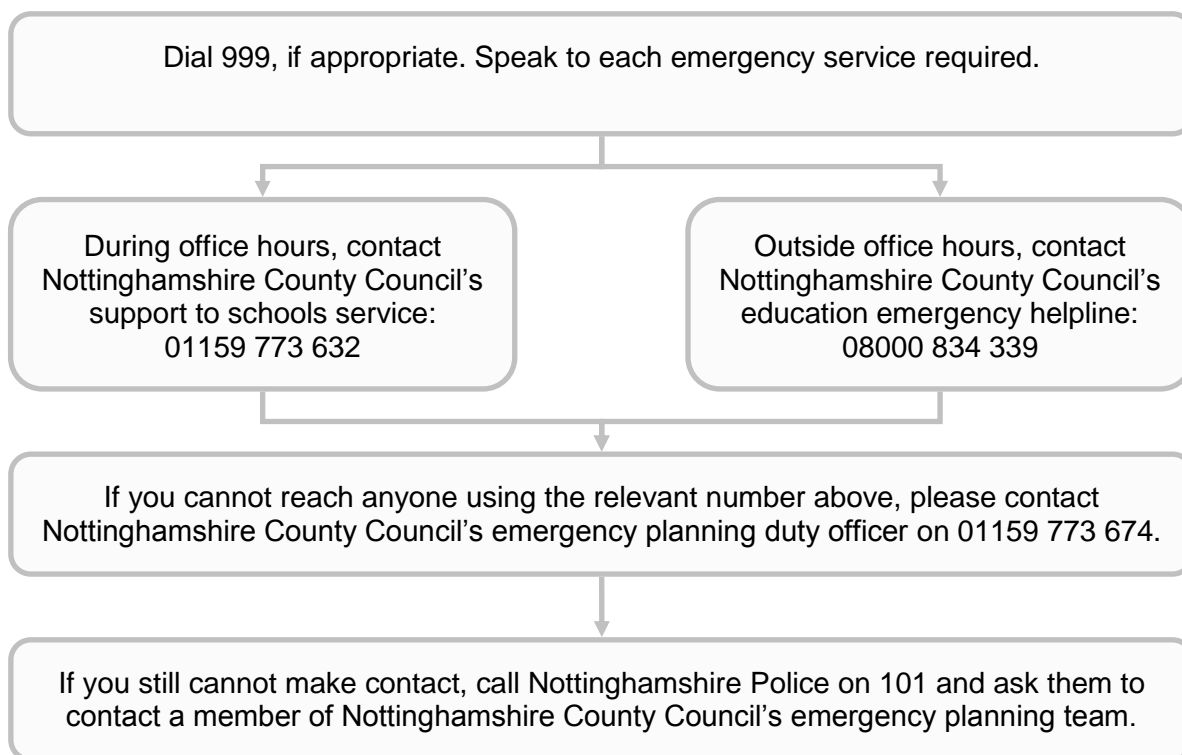 Dial 999, if appropriate. Speak to each emergency service required.
During office hours, contact
Nottinghamshire County Council's
support to schools service:
01159 773 632
Outside office hours, contact
Nottinghamshire County Council's
education emergency helpline:
08000 834 339
If you cannot reach anyone using the relevant number above, please contact
Nottinghamshire County Council's emergency planning duty officer on 01159 773 674.
If you still cannot make contact, call Nottinghamshire Police on 101 and ask them to
contact a member of Nottinghamshire County Council's emergency planning team.